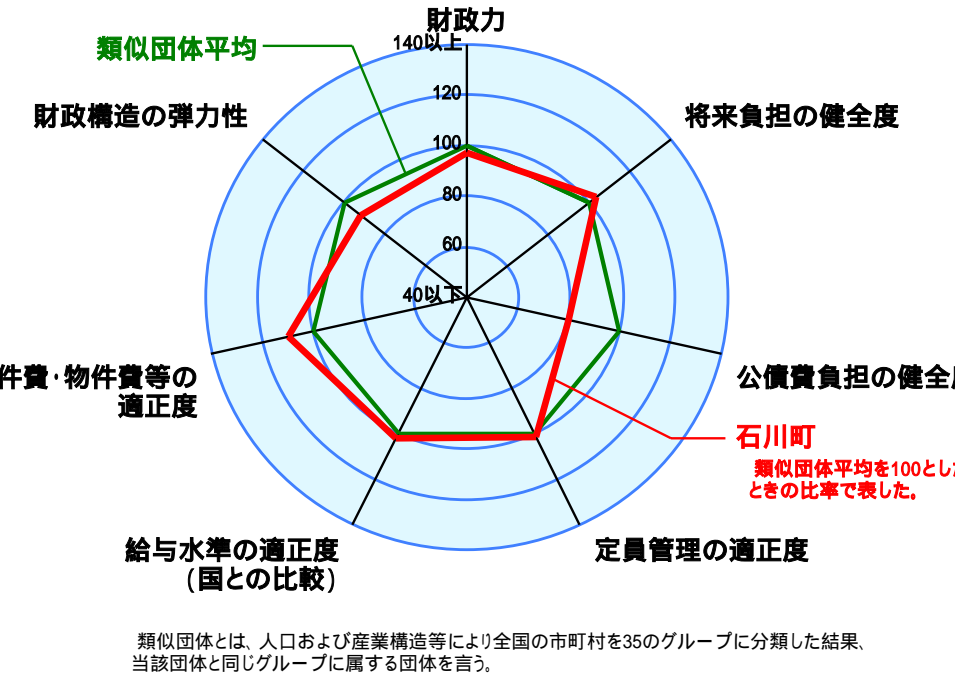 財政力
140以上
類似団体平均
120
財政構造の弾力性
将来負担の健全度
100
80
60
40以下
件費・物件費等の
適正度
公債費負担の健全
石川町
類似団体平均を100とした
ときの比率で表した。
給与水準の適正度
(国との比較)
定員管理の適正度
類似団体とは、人口および産業構造等により全国の市町村を35のグループに分類した結果、
当該団体と同じグループに属する団体を言う。